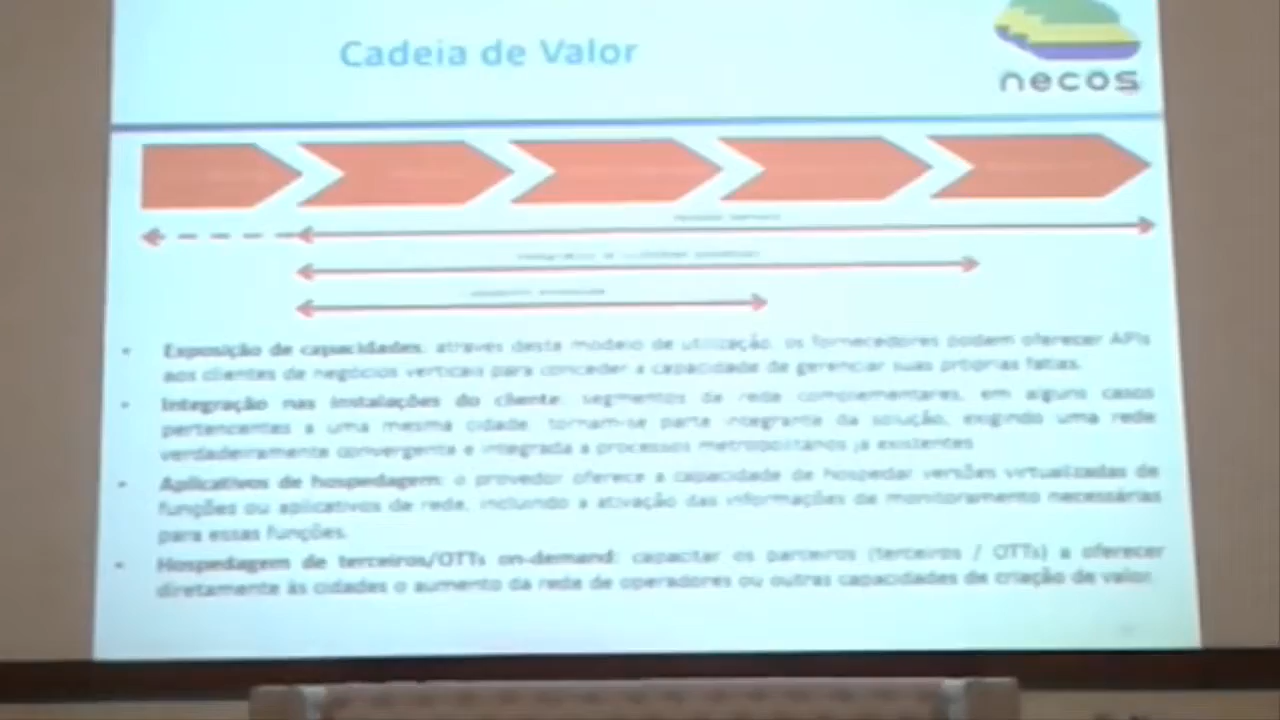 Cadeia de Valor
necos
Exposição de capacidades: através deste modelo de utilização, os fornecedores podem oferecer APIs
aos clientes de negócios verticais para conceder a capacidade de gerenciar suas próprias fatias.
Integração nas instalações do cliente: segmentos de rede complementares, em alguns casos
pertencentes a uma mesma cidade, tornam-se parte integrante da solução, exigindo uma rede
verdadeiramente convergente e integrada a processos metropolitanos já existentes
Aplicativos de hospedagem: o provedor oferece a capacidade de hospedar versões virtualizadas de
funções ou aplicativos de rede, incluindo a ativação das informações de monitoramento necessárias
para essas funções.
Hospedagem de terceiros/OTTs on-demand: capacitar os parceiros (terceiros / OTTs) a oferecer
diretamente às cidades o aumento da rede de operadores ou outras capacidades de criação de valor.